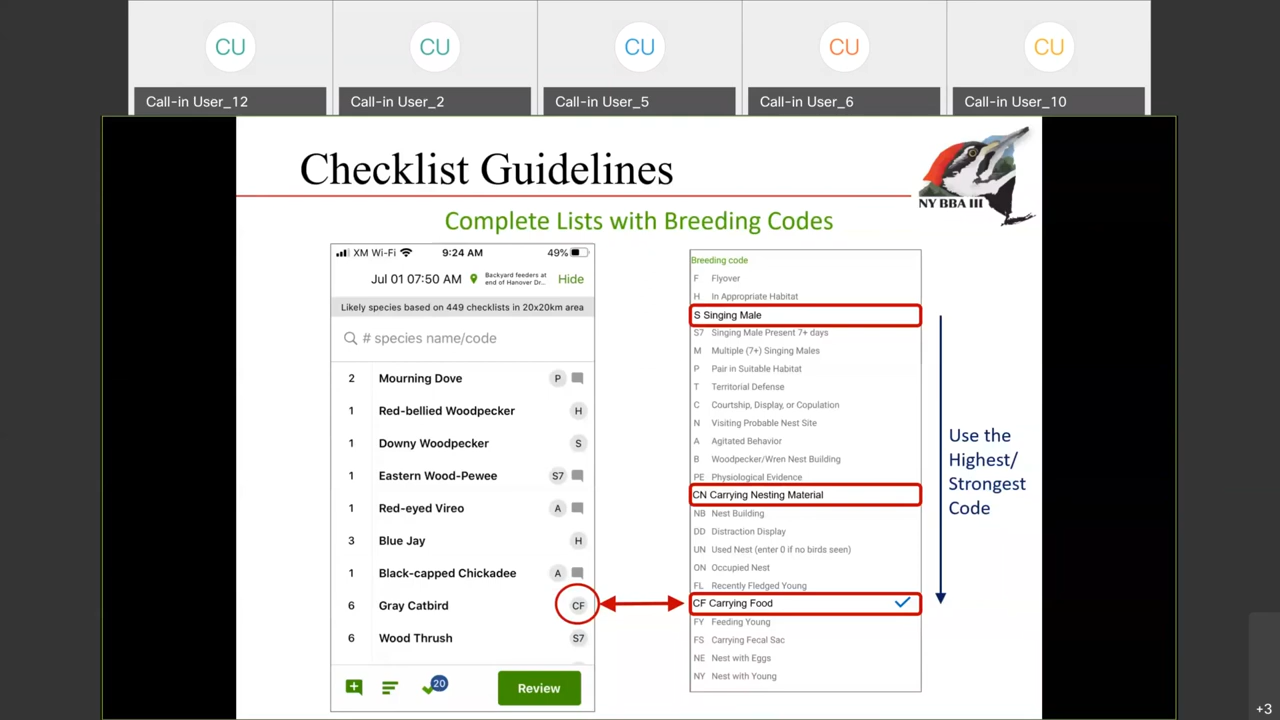 CU CU CU CU CU
Call-in User_12 Call-in User_2 Call-in User_5 Call-in User_6 Call-in User_10
Checklist Guidelines
NY BBA III
Complete Lists with Breeding Codes
XM Wi-Fi 9:24 AM 49%
Jul 01 07:50 AM Backyard feeders at end of Hanover Dr... Hide
Likely species based on 449 checklists in 20x20km area
# species name/code
2 Mourning Dove P
1 Red-bellied Woodpecker H
1 Downy Woodpecker S
1 Eastern Wood-Pewee S7
1 Red-eyed Vireo A
3 Blue Jay H
1 Black-capped Chickadee A
6 Gray Catbird CF
6 Wood Thrush S7
20
Review
Breeding code
F Flyover
H In Appropriate Habitat
S Singing Male
S7 Singing Male Present 7+ days
M Multiple (7+) Singing Males
P Pair in Suitable Habitat
T Territorial Defense
C Courtship, Display, or Copulation
N Visiting Probable Nest Site
A Agitated Behavior
B Woodpecker/Wren Nest Building
PE Physiological Evidence
CN Carrying Nesting Material
NB Nest Building
DD Distraction Display
UN Used Nest (enter 0 if no birds seen)
ON Occupied Nest
FL Recently Fledged Young
CF Carrying Food
FY Feeding Young
FS Carrying Fecal Sac
NE Nest with Eggs
NY Nest with Young
Use the
Highest/
Strongest
Code
+3